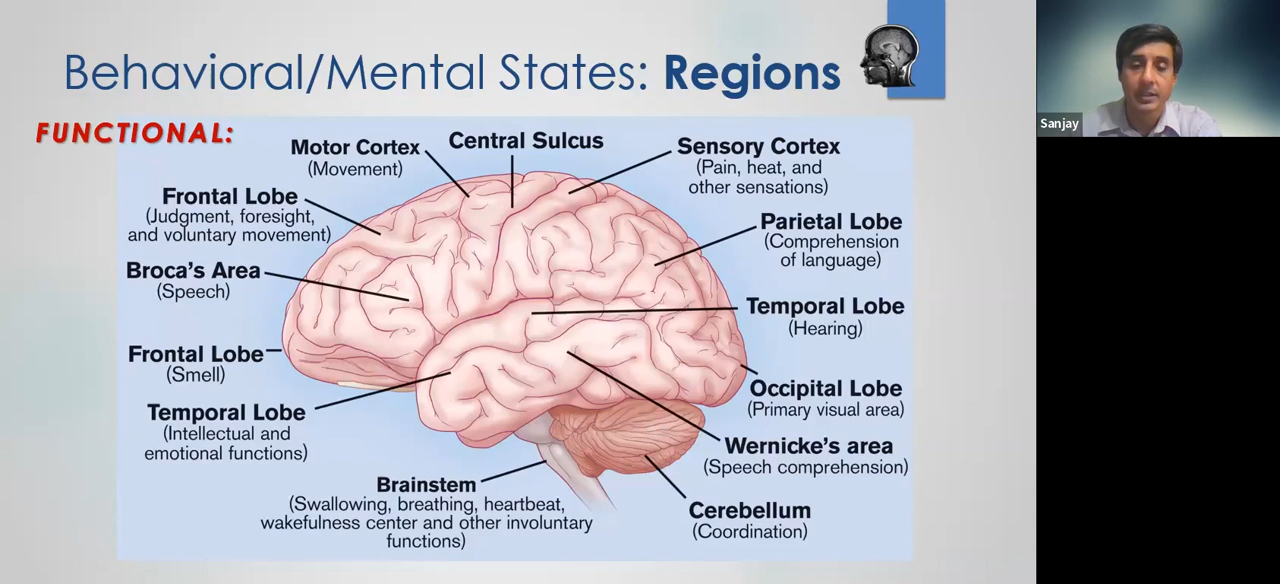 Behavioral/Mental States: Regions
Sanjay
FUNCTIONAL:
Motor Cortex
(Movement)
Central Sulcus
Sensory Cortex
(Pain, heat, and
other sensations)
Frontal Lobe
(Judgment, foresight,
and voluntary movement)
Parietal Lobe
(Comprehension
of language)
Broca's Area
(Speech)
Temporal Lobe
(Hearing)
Frontal Lobe
(Smell)
Occipital Lobe
(Primary visual area)
Temporal Lobe
(Intellectual and
emotional functions)
Wernicke's area
(Speech comprehension)
Brainstem
(Swallowing, breathing, heartbeat,
wakefulness center and other involuntary
functions)
Cerebellum
(Coordination)